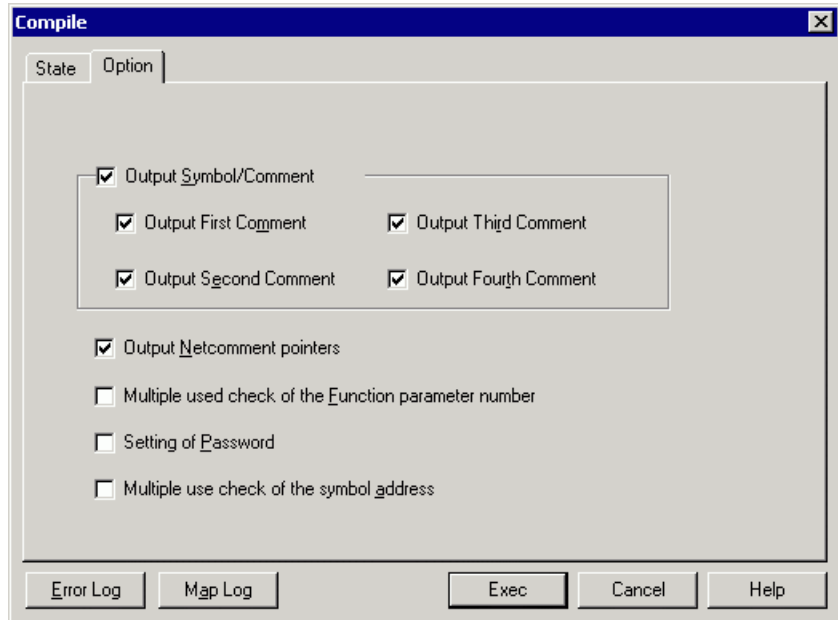 Compile
State Option
Output Symbol/Comment
Output First Comment Output Third Comment
Output Second Comment Output Fourth Comment
Output Netcomment pointers
Multiple used check of the Function parameter number
Setting of Password
Multiple use check of the symbol address
Error Log Map Log Exec Cancel Help